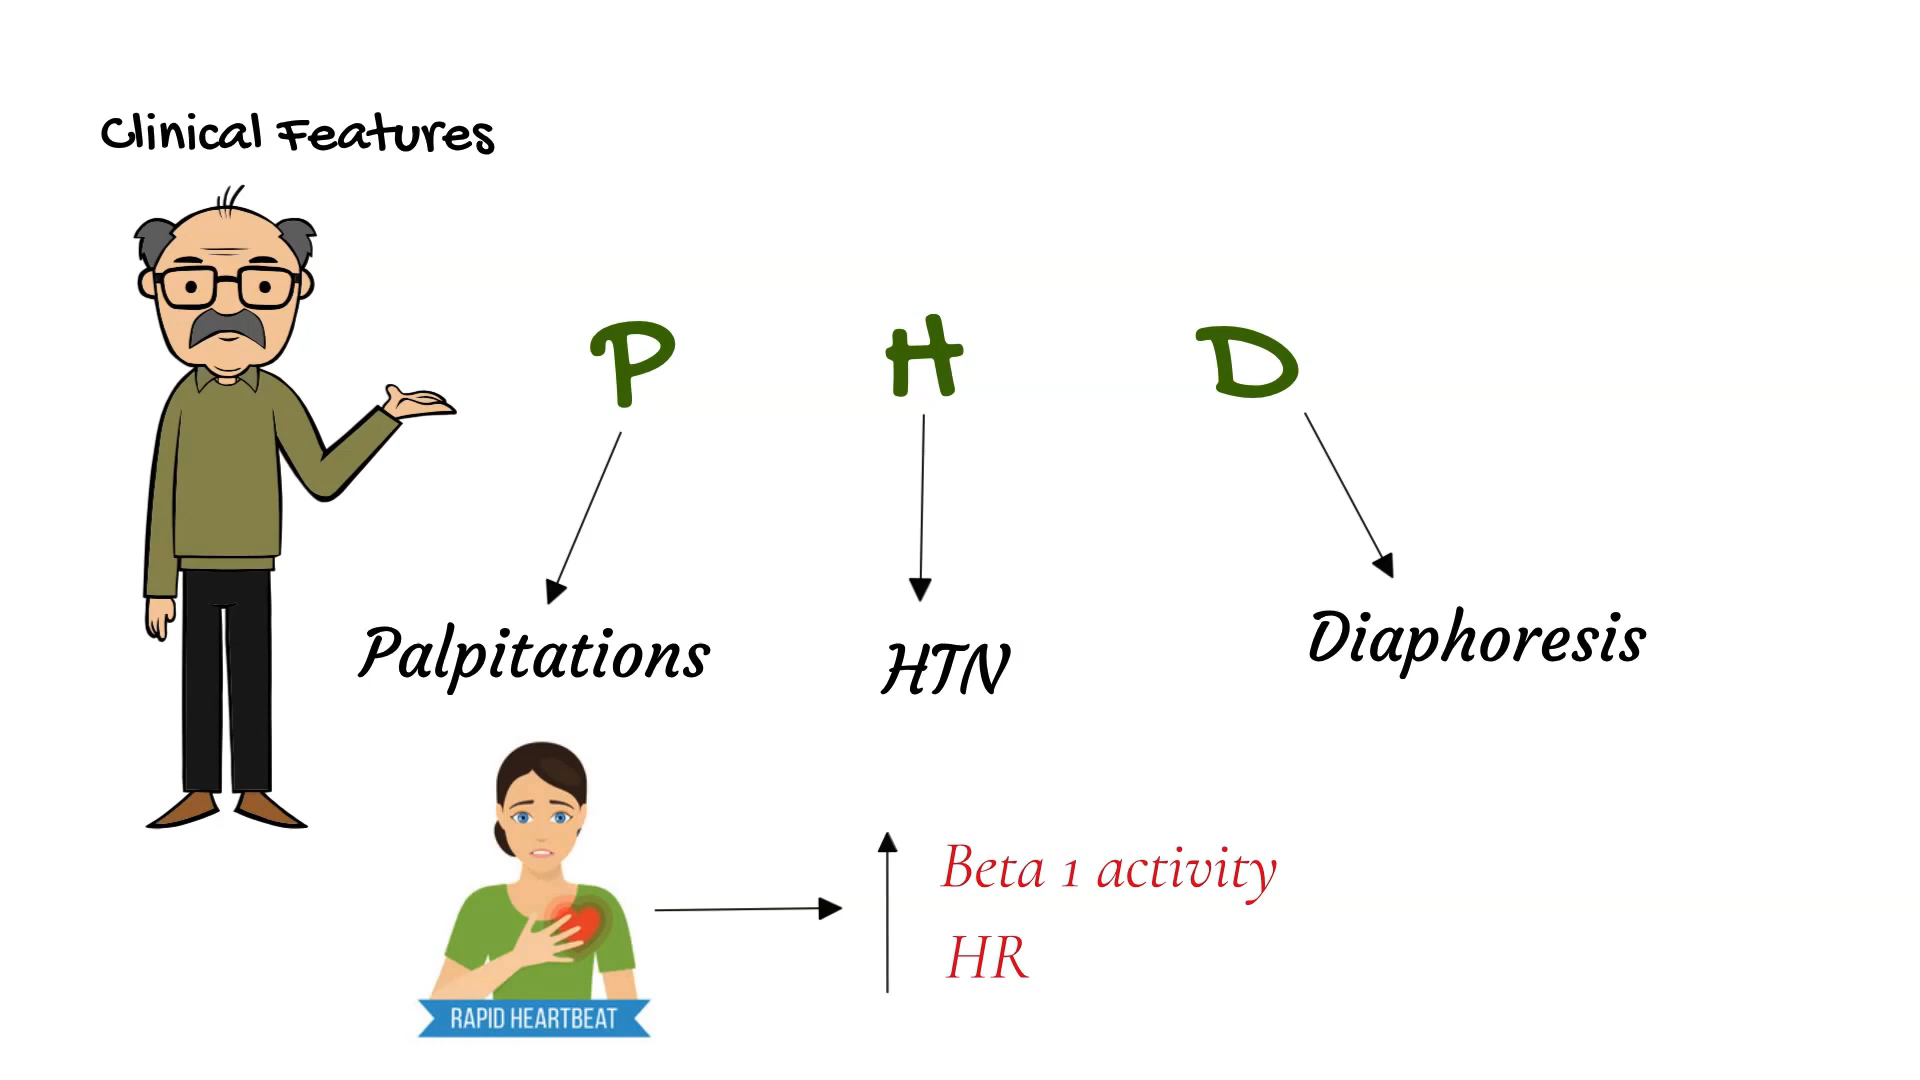 Clinical Features
P H D
Palpitations
HTN
Diaphoresis
Beta 1 activity
HR
RAPID HEARTBEAT